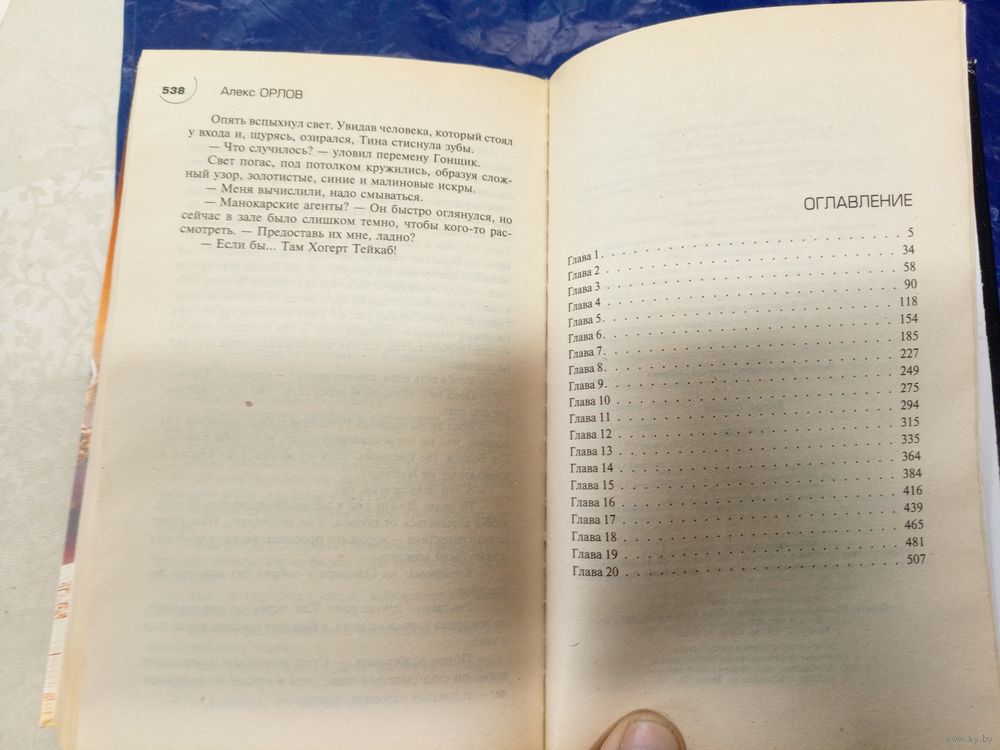 538 Алекс ОРЛОВ
Опять вспыхнул свет. Увидав человека, который стоял
у входа и, щурясь, озирался, Тина стиснула зубы.
— Что случилось? — уловил перемену Гонщик.
Свет погас, под потолком кружились, образуя слож-
ный узор, золотистые, синие и малиновые искры.
— Меня вычислили, надо смываться.
— Манокарские агенты? — Он быстро оглянулся, но
сейчас в зале было слишком темно, чтобы кого-то рас-
смотреть. — Предоставь их мне, ладно?
— Если бы... Там Хогерт Тейкаб!
ОГЛАВЛЕНИЕ
Глава 1. . . . . . . . . . . . . . . . . . . . 5
Глава 2 . . . . . . . . . . . . . . . . . . . . 34
Глава 3 . . . . . . . . . . . . . . . . . . . . 58
Глава 4 . . . . . . . . . . . . . . . . . . . . 90
Глава 5. . . . . . . . . . . . . . . . . . . . 118
Глава 6. . . . . . . . . . . . . . . . . . . . 154
Глава 7. . . . . . . . . . . . . . . . . . . . 185
Глава 8. . . . . . . . . . . . . . . . . . . . 227
Глава 9. . . . . . . . . . . . . . . . . . . . 249
Глава 10 . . . . . . . . . . . . . . . . . . . 275
Глава 11 . . . . . . . . . . . . . . . . . . . 294
Глава 12 . . . . . . . . . . . . . . . . . . . 315
Глава 13 . . . . . . . . . . . . . . . . . . . 335
Глава 14 . . . . . . . . . . . . . . . . . . . 364
Глава 15 . . . . . . . . . . . . . . . . . . . 384
Глава 16 . . . . . . . . . . . . . . . . . . . 416
Глава 17 . . . . . . . . . . . . . . . . . . . 439
Глава 18 . . . . . . . . . . . . . . . . . . . 465
Глава 19 . . . . . . . . . . . . . . . . . . . 481
Глава 20 . . . . . . . . . . . . . . . . . . . 507
www.ay.by